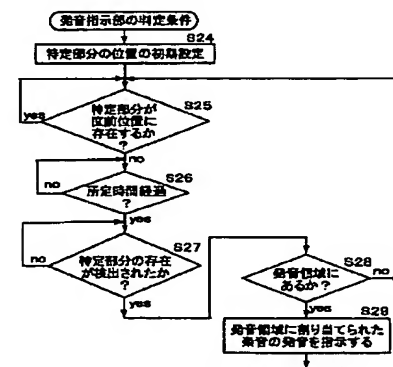 発音指示部の判定条件
S24
特定部分の位置の初期設定
S25
特定部分が
直前位置に
存在するか
?
yes
no
S26
所定時間経過
?
no
yes
S27
特定部分の存在
が検出されたか
?
no
yes
S28
発音領域に
あるか?
no
yes
S29
発音領域に割り当てられた
楽音の発音を指示する